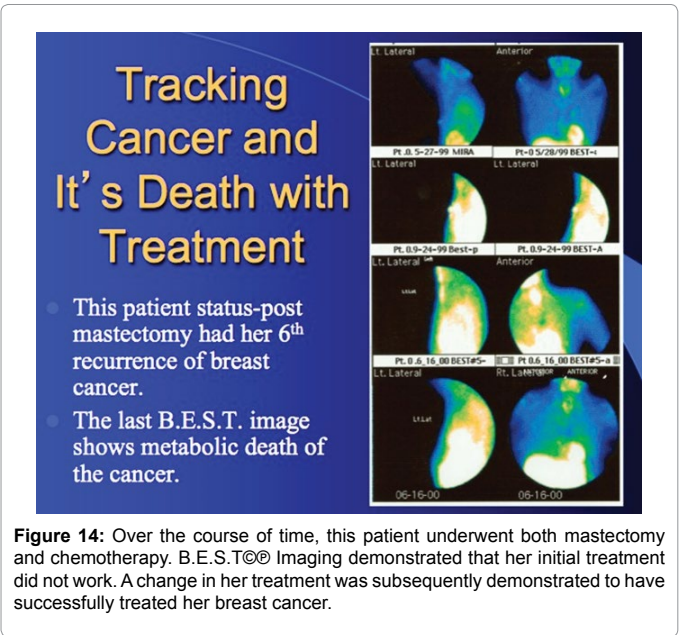 Tracking
Cancer and
It’s Death with
Treatment
This patient status-post
mastectomy had her 6th
recurrence of breast
cancer.
The last B.E.S.T. image
shows metabolic death of
the cancer.
Lt. Lateral
Anterior
Pt .0. 5-27-99 MIRA
Lt. Lateral
Lt. Lateral
Pt. 0.9-24-99 Best-p
Pt. 0.9-24-99 BEST-A
Lt. Lateral
Anterior
Pt. 0.6_16_00 BEST#5-
Pt 0.6_16_00 BEST#5-a
Lt. Lateral
Rt. Lateral
ANTERIOR
Lt.Lat
06-16-00
06-16-00
Figure 14: Over the course of time, this patient underwent both mastectomy
and chemotherapy. B.E.S.T©℗ Imaging demonstrated that her initial treatment
did not work. A change in her treatment was subsequently demonstrated to have
successfully treated her breast cancer.